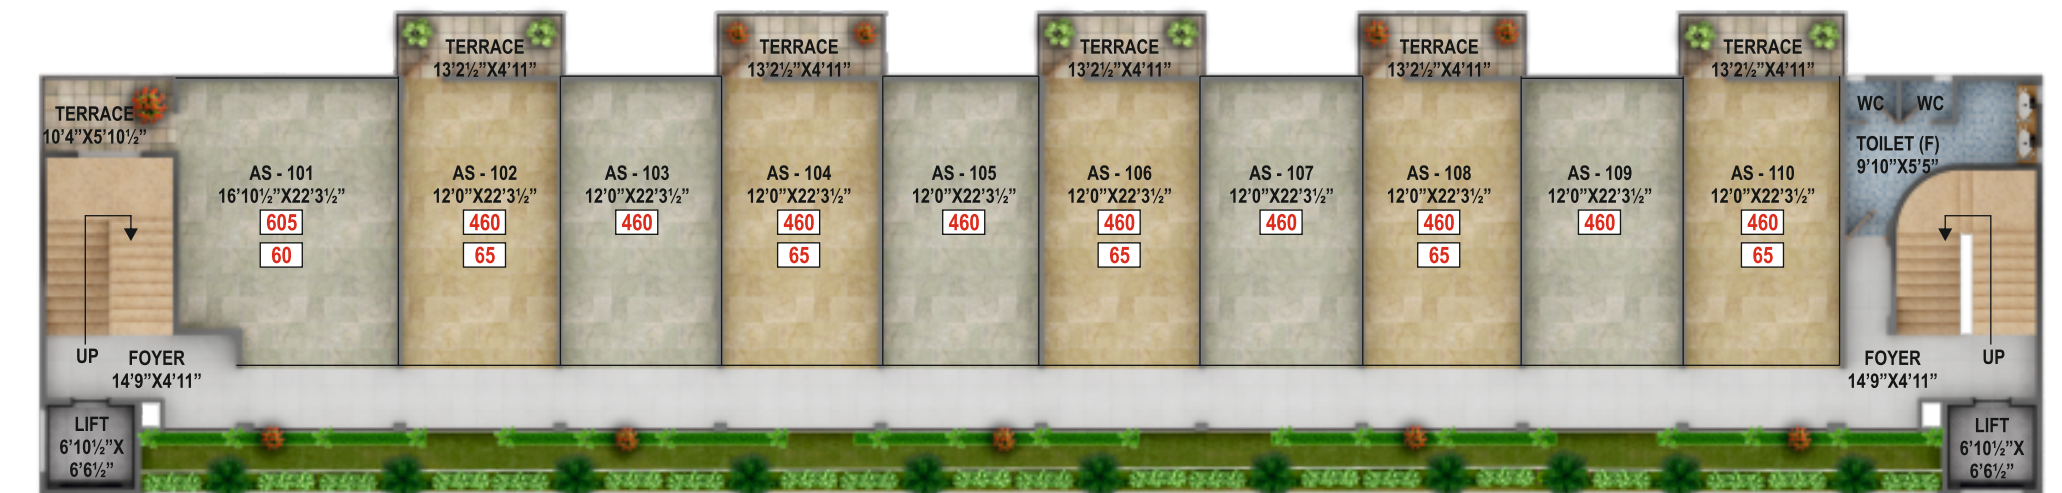 TERRACE
13'2½"X4'11"
TERRACE
13'2½"X4'11"
TERRACE
13'2½"X4'11"
TERRACE
13'2½"X4'11"
TERRACE
13'2½"X4'11"
TERRACE
10'4"X5'10½"
WC
WC
TOILET (F)
9'10"X5'5"
AS - 101
16'10½"X22'3½"
605
60
AS - 102
12'0"X22'3½"
460
65
AS - 103
12'0"X22'3½"
460
AS - 104
12'0"X22'3½"
460
65
AS - 105
12'0"X22'3½"
460
AS - 106
12'0"X22'3½"
460
65
AS - 107
12'0"X22'3½"
460
AS - 108
12'0"X22'3½"
460
65
AS - 109
12'0"X22'3½"
460
AS - 110
12'0"X22'3½"
460
65
UP
FOYER
14'9"X4'11"
FOYER
14'9"X4'11"
UP
LIFT
6'10½"X
6'6½"
LIFT
6'10½"X
6'6½"